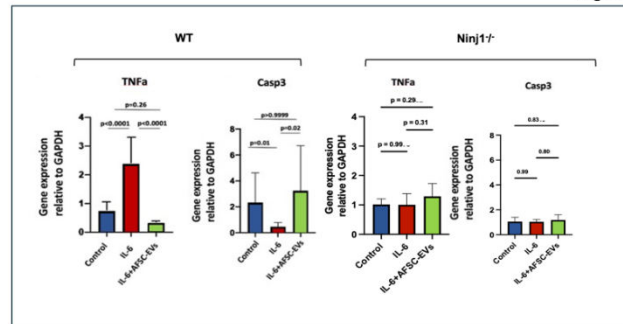 WT
Ninj1-/-
TNFa
Casp3
TNFa
Casp3
Gene expression
relative to GAPDH
4
3
2
1
0
p=0.26
p<0.0001
p<0.0001
Control
IL-6
IL-6+AFSC-EVs
Gene expression
relative to GAPDH
8
6
4
2
0
p>0.9999
p<0.01
p=0.02
Control
IL-6
IL-6+AFSC-EVs
Gene expression
relative to GAPDH
4
3
2
1
0
p = 0.29...
p = 0.31
p = 0.99...
Control
IL-6
IL-6+AFSC-EVs
Gene expression
relative to GAPDH
8
6
4
2
0
0.83...
0.80
0.99
Control
IL-6
IL-6+AFSC-EVs